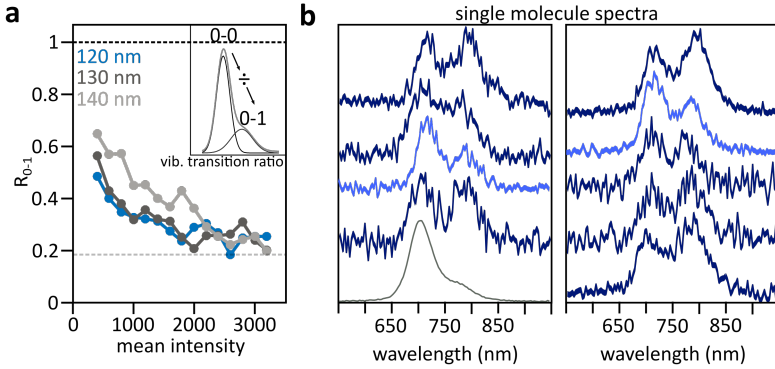 a
1
0.8
0.6
0.4
0.2
0
R0-1
120 nm
130 nm
140 nm
0-0
÷
0-1
vib. transition ratio
1000 2000 3000
mean intensity
b
single molecule spectra
650 750 850
wavelength (nm)
650 750 850
wavelength (nm)